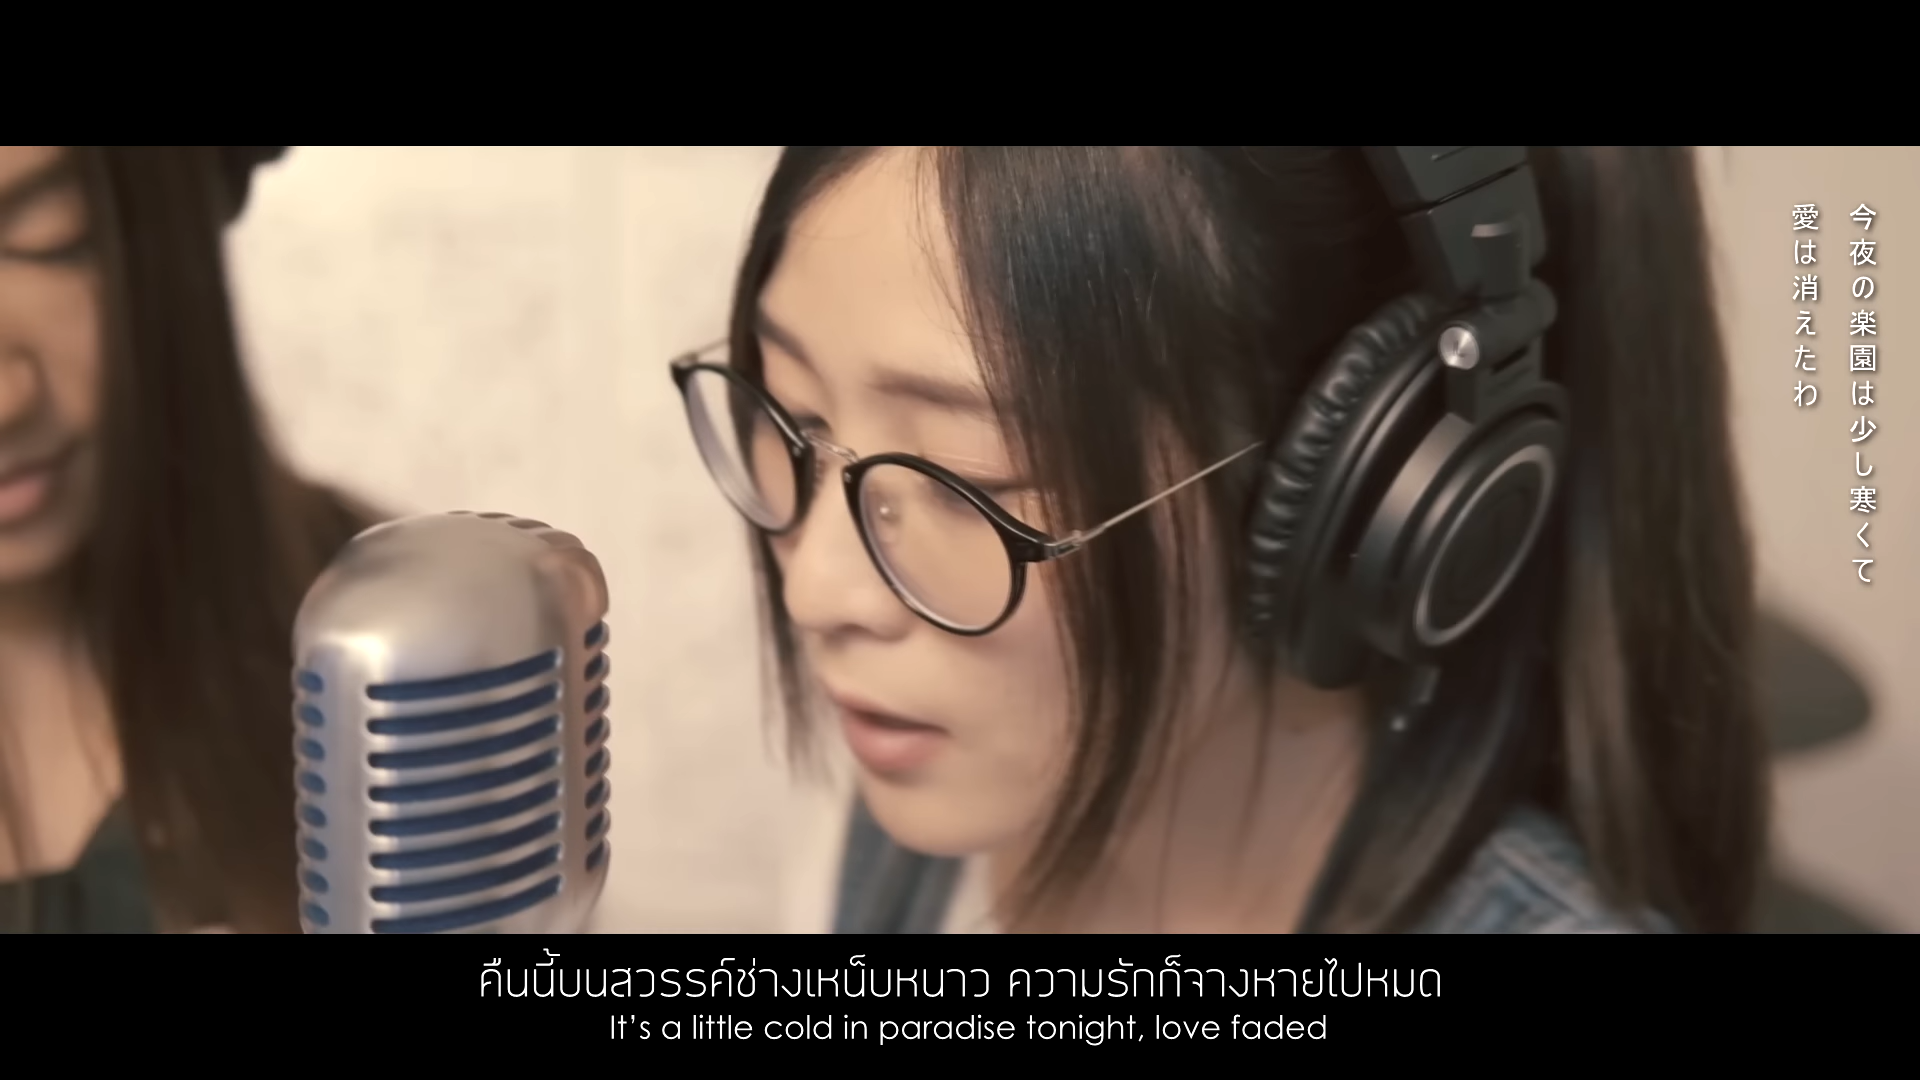 今夜の楽園は少し寒くて
愛は消えたわ
คืนนี้บนสวรรค์ช่างเหน็บหนาว ความรักก็จางหายไปหมด
It's a little cold in paradise tonight, love faded